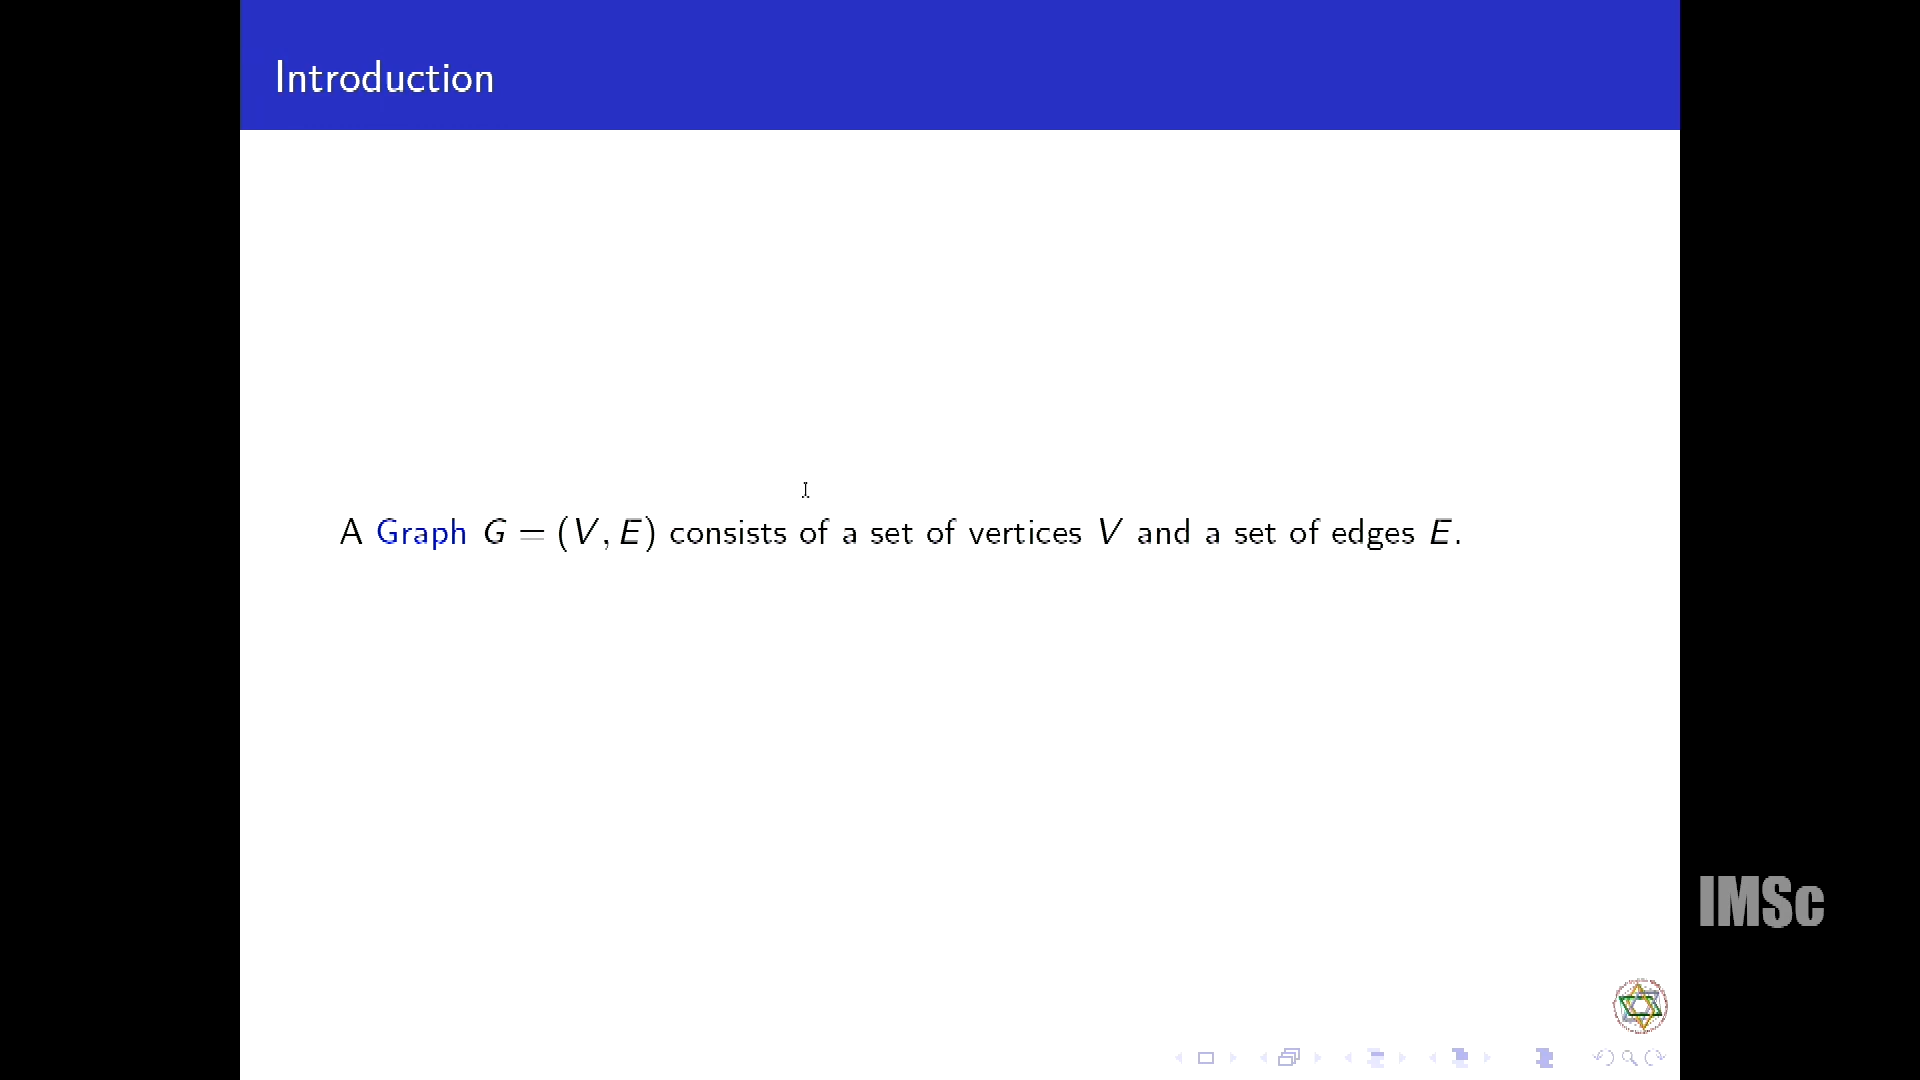 Introduction
A Graph G = (V, E) consists of a set of vertices V and a set of edges E.
IMSc